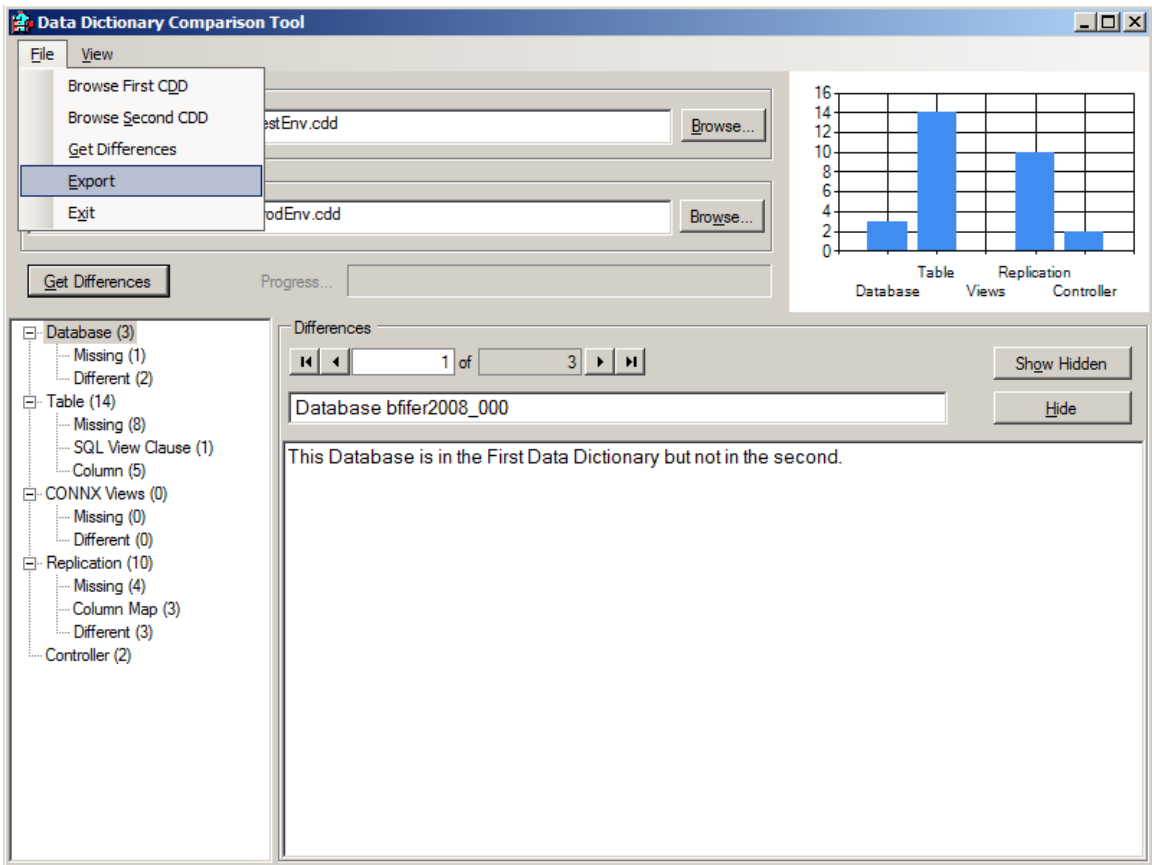 Data Dictionary Comparison Tool
File View
Browse First CDD
Browse Second CDD
Get Differences
Export
Exit
estEnv.cdd
Browse...
odEnv.cdd
Browse...
Get Differences
Progress...
16
14
12
10
8
6
4
2
0
Table Replication
Database Views Controller
Database (3)
Missing (1)
Different (2)
Table (14)
Missing (8)
SQL View Clause (1)
Column (5)
CONNX Views (0)
Missing (0)
Different (0)
Replication (10)
Missing (4)
Column Map (3)
Different (3)
Controller (2)
Differences
1 of 3
Show Hidden
Database bfifer2008_000
Hide
This Database is in the First Data Dictionary but not in the second.